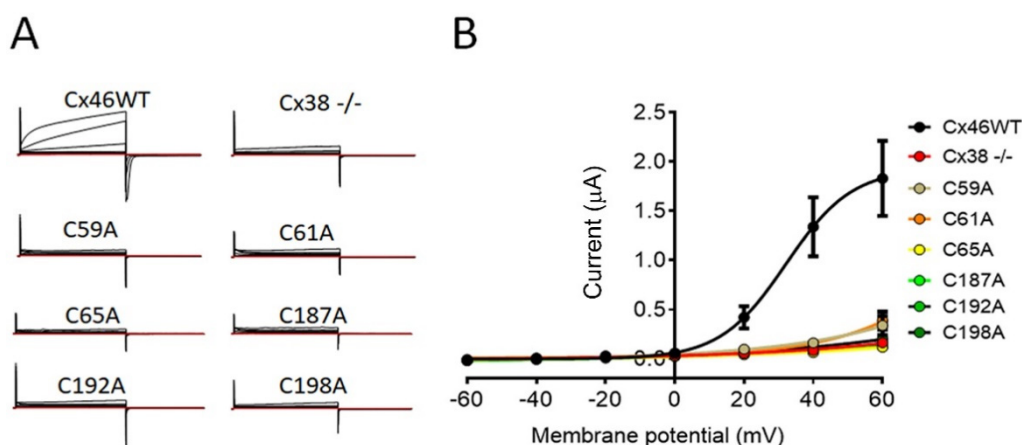 A
Cx46WT Cx38 -/-
C59A C61A
C65A C187A
C192A C198A
B
Current (μA)
2.5
2.0
1.5
1.0
0.5
0.0
-60 -40 -20 0 20 40 60
Membrane potential (mV)
Cx46WT
Cx38 -/-
C59A
C61A
C65A
C187A
C192A
C198A